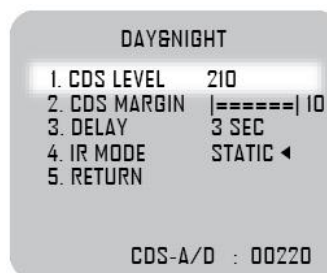 DAY&NIGHT
1. CDS LEVEL 210
2. CDS MARGIN |======| 10
3. DELAY 3 SEC
4. IR MODE STATIC ◄
5. RETURN
CDS-A/D : 00220